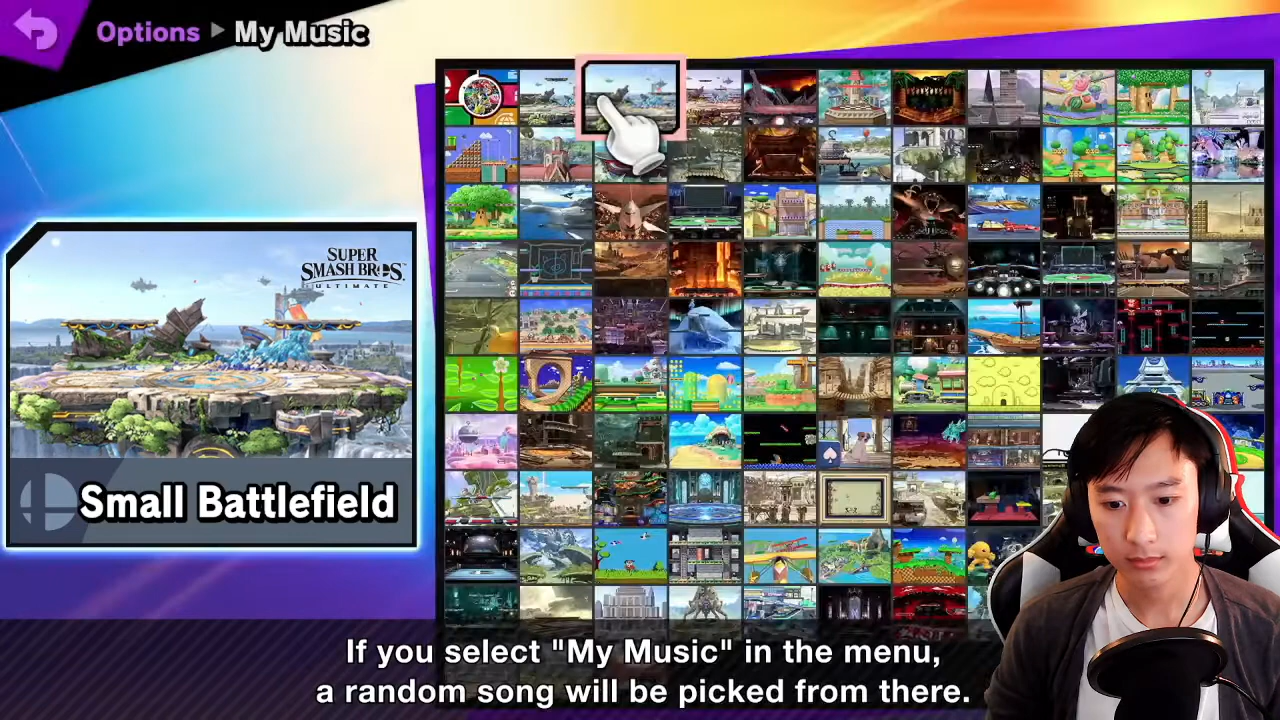 Options ▶ My Music
SUPER
SMASH BROS.
ULTIMATE
Small Battlefield
If you select "My Music" in the menu,
a random song will be picked from there.